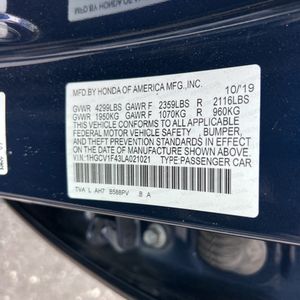 MFD.BY HONDA OF AMERICA MFG.,INC. 10/19
GVWR 4299LBS GAWR F 2359LBS R 2116LBS
GVWR 1950KG GAWR F 1070KG R 960KG
THIS VEHICLE CONFORMS TO ALL APPLICABLE
FEDERAL MOTOR VEHICLE SAFETY, BUMPER,
AND THEFT PREVENTION STANDARDS IN
EFFECT ON THE DATE OF MANUFACTURE SHOWN ABOVE.
V.I.N: 1HGCV1F43LA021021 TYPE:PASSENGER CAR
TVA L AH7 B588PV B A